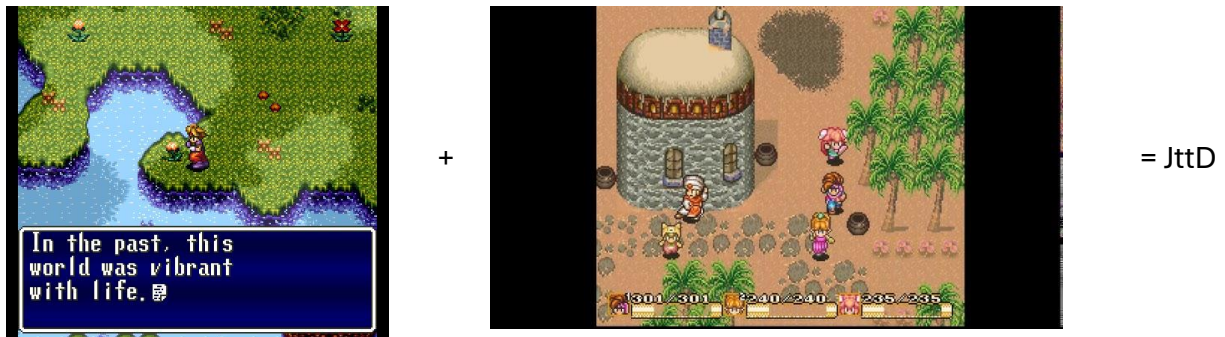 In the past, this
world was vibrant
with life.
+
= JttD
301/301 240/240 235/235